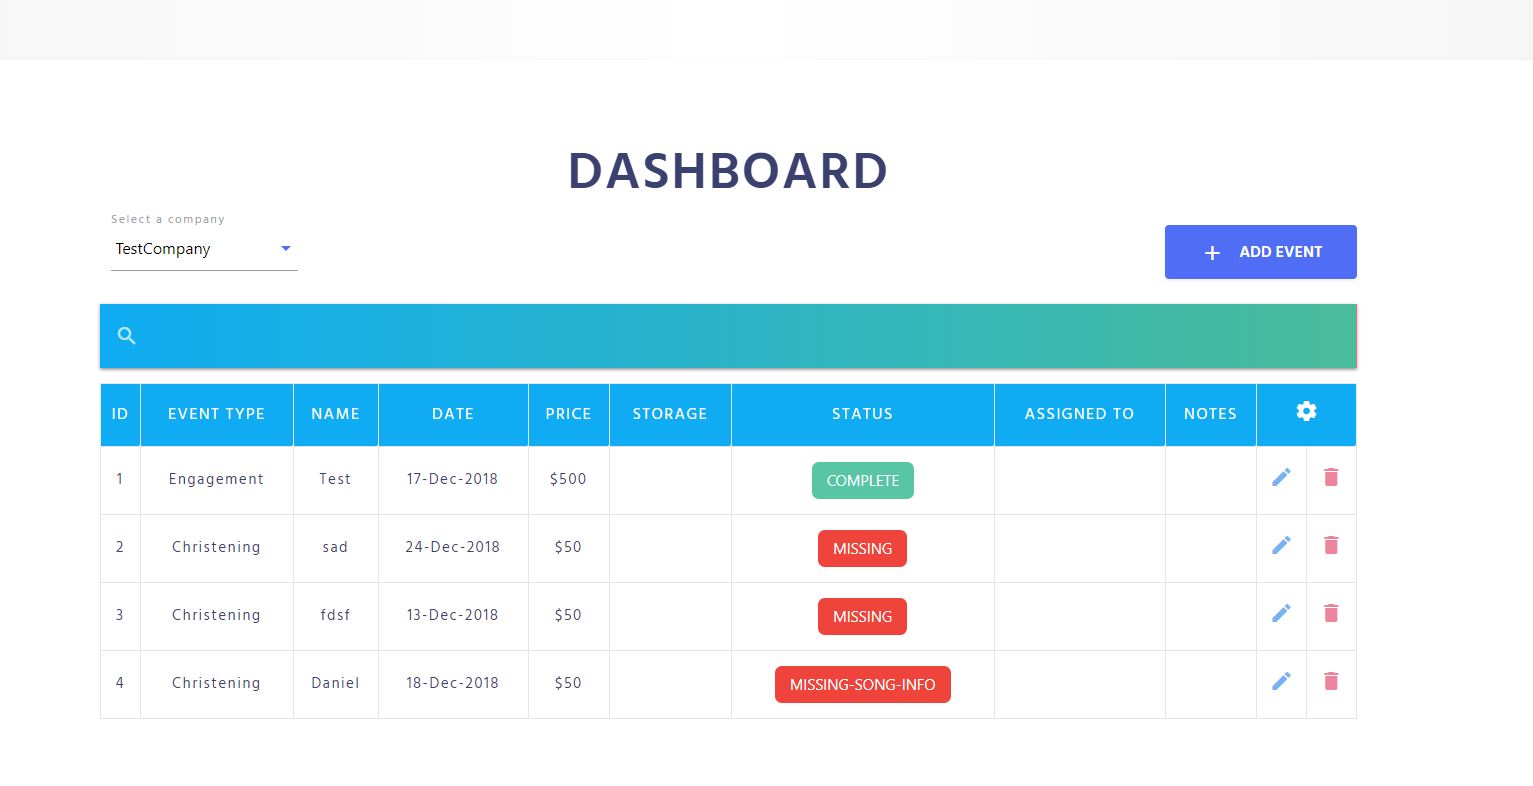 DASHBOARD
Select a company
TestCompany
ADD EVENT
ID EVENT TYPE NAME DATE PRICE STORAGE STATUS ASSIGNED TO NOTES
1 Engagement Test 17-Dec-2018 $500 COMPLETE
2 Christening sad 24-Dec-2018 $50 MISSING
3 Christening fdsf 13-Dec-2018 $50 MISSING
4 Christening Daniel 18-Dec-2018 $50 MISSING-SONG-INFO